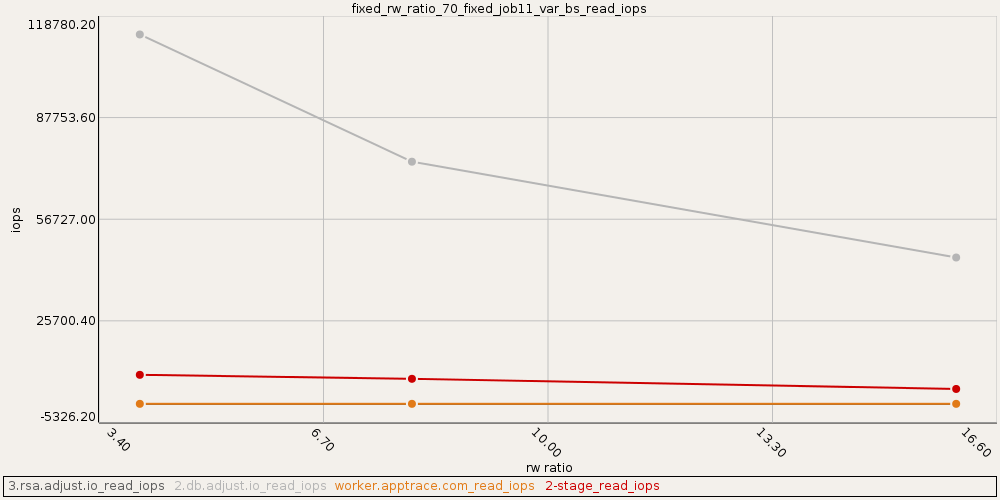 fixed_rw_ratio_70_fixed_job11_var_bs_read_iops
118780.20
87753.60
56727.00
25700.40
-5326.20
iops
3.40
6.70
10.00
13.30
16.60
rw ratio
3.rsa.adjust.io_read_iops 2.db.adjust.io_read_iops worker.apptrace.com_read_iops 2-stage_read_iops